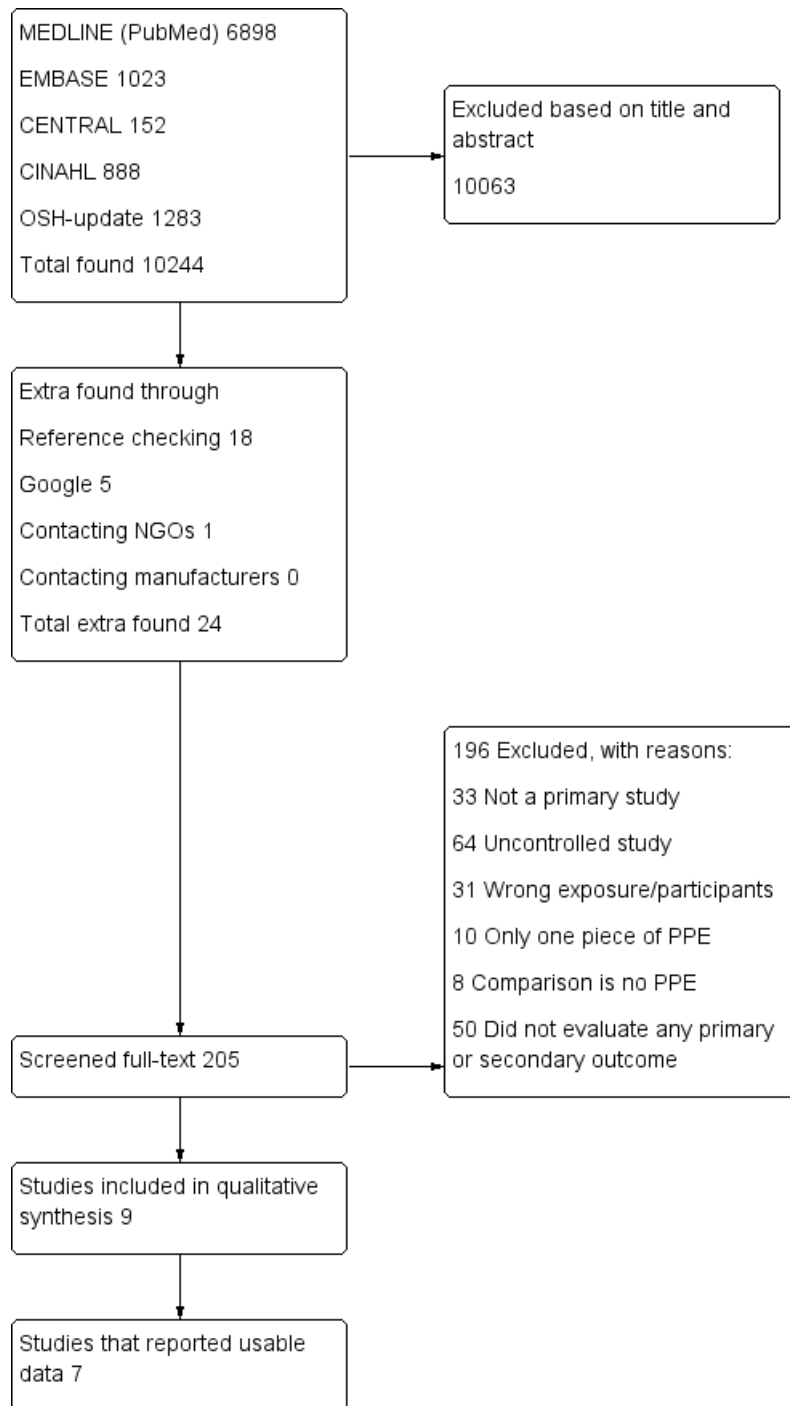 MEDLINE (PubMed) 6898
EMBASE 1023
CENTRAL 152
CINAHL 888
OSH-update 1283
Total found 10244
Excluded based on title and
abstract
10063
Extra found through
Reference checking 18
Google 5
Contacting NGOs 1
Contacting manufacturers 0
Total extra found 24
196 Excluded, with reasons:
33 Not a primary study
64 Uncontrolled study
31 Wrong exposure/participants
10 Only one piece of PPE
8 Comparison is no PPE
50 Did not evaluate any primary
or secondary outcome
Screened full-text 205
Studies included in qualitative
synthesis 9
Studies that reported usable
data 7